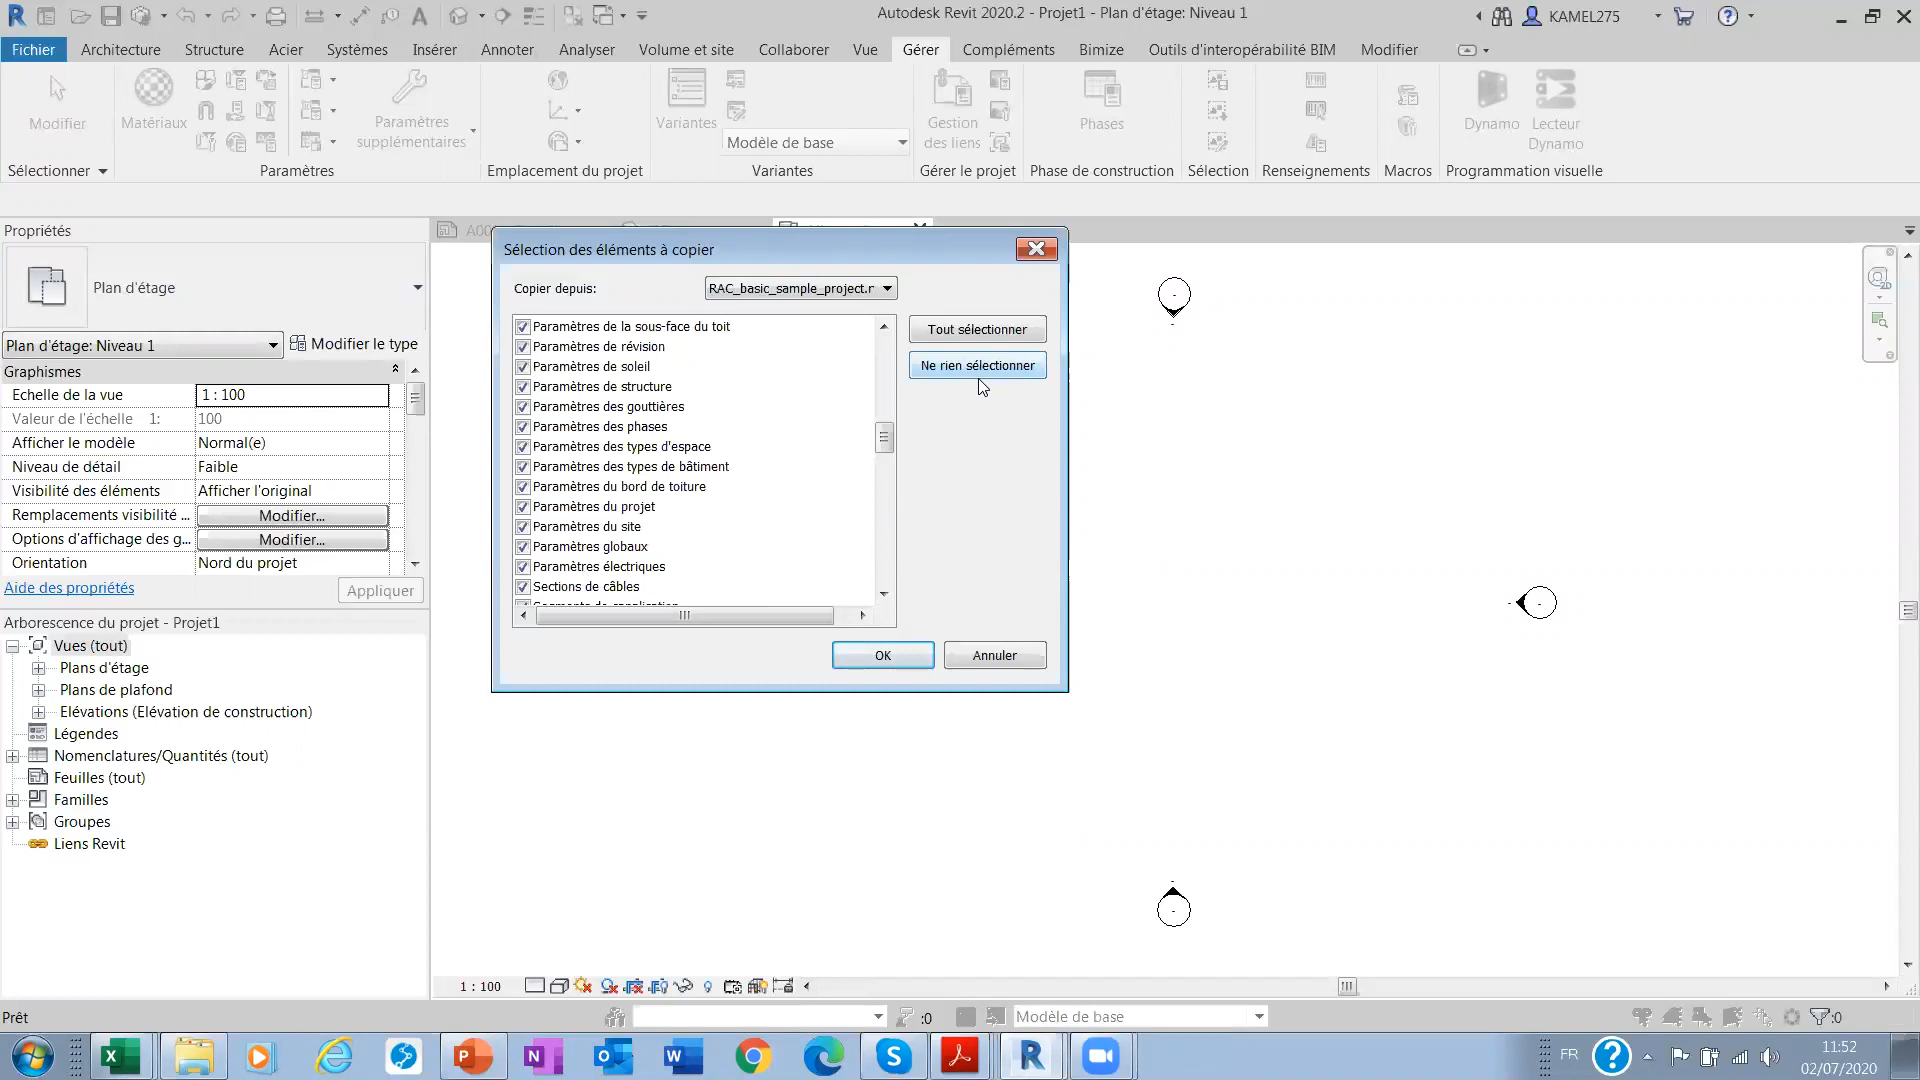 Autodesk Revit 2020.2 - Projet1 - Plan d'étage: Niveau 1
KAMEL275
Fichier Architecture Structure Acier Systèmes Insérer Annoter Analyser Volume et site Collaborer Vue Gérer Compléments Bimize Outils d'interopérabilité BIM Modifier
Modifier
Matériaux
Paramètres supplémentaires
Variantes
Modèle de base
Gestion des liens
Phases
Dynamo
Lecteur Dynamo
Sélectionner
Paramètres
Emplacement du projet
Variantes
Gérer le projet
Phase de construction
Sélection
Renseignements
Macros
Programmation visuelle
Propriétés
Plan d'étage
Plan d'étage: Niveau 1
Modifier le type
Graphismes
Echelle de la vue 1 : 100
Valeur de l'échelle 1: 100
Afficher le modèle Normal(e)
Niveau de détail Faible
Visibilité des éléments Afficher l'original
Remplacements visibilité ... Modifier...
Options d'affichage des g... Modifier...
Orientation Nord du projet
Aide des propriétés
Appliquer
Arborescence du projet - Projet1
Vues (tout)
Plans d'étage
Plans de plafond
Elévations (Elévation de construction)
Légendes
Nomenclatures/Quantités (tout)
Feuilles (tout)
Familles
Groupes
Liens Revit
Sélection des éléments à copier
Copier depuis: RAC_basic_sample_project.r
Paramètres de la sous-face du toit
Paramètres de révision
Paramètres de soleil
Paramètres de structure
Paramètres des gouttières
Paramètres des phases
Paramètres des types d'espace
Paramètres des types de bâtiment
Paramètres du bord de toiture
Paramètres du projet
Paramètres du site
Paramètres globaux
Paramètres électriques
Sections de câbles
Tout sélectionner
Ne rien sélectionner
OK
Annuler
1 : 100
Prêt
:0
Modèle de base
:0
FR
11:52
02/07/2020